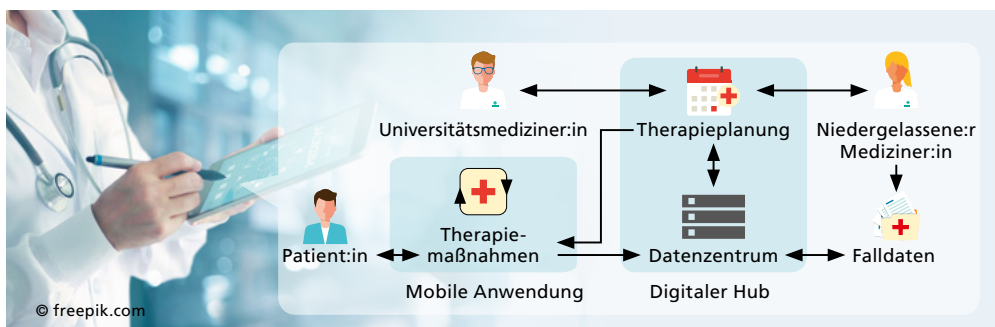 Universitätsmediziner:in
Therapieplanung
Niedergelassene:r
Mediziner:in
Patient:in
Therapie-
maßnahmen
Datenzentrum
Falldaten
Mobile Anwendung
Digitaler Hub
© freepik.com